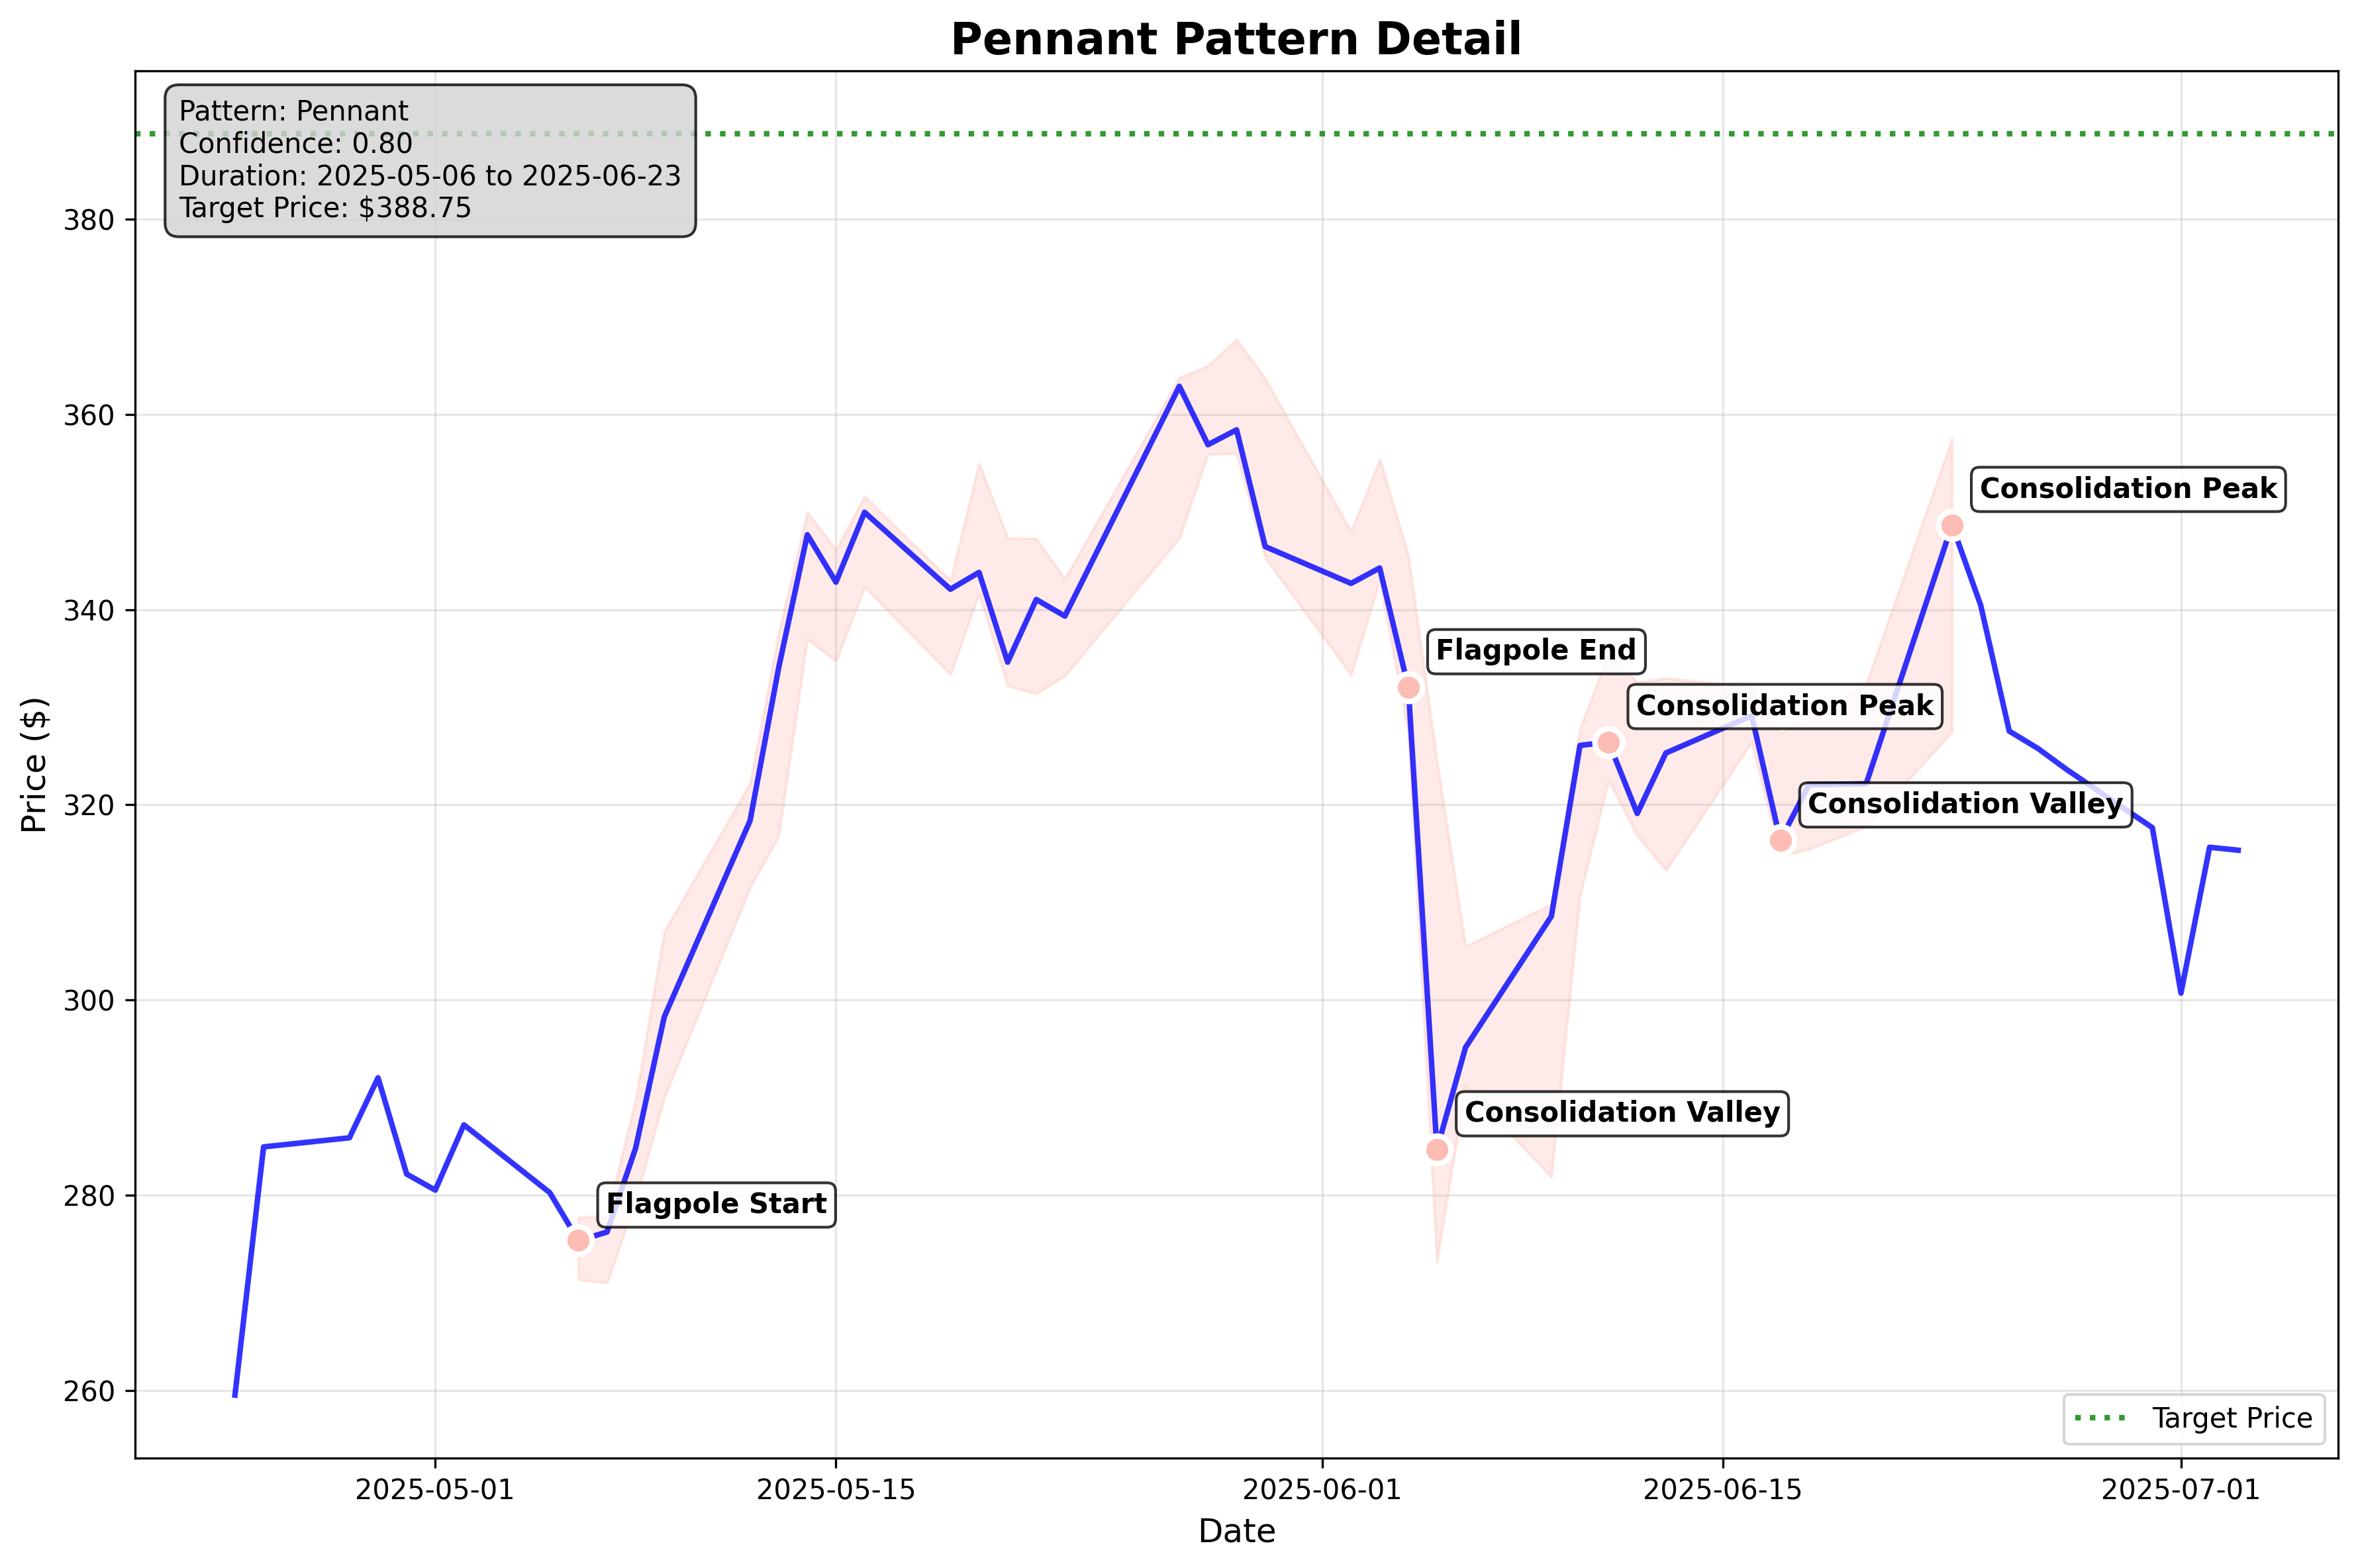 Pennant Pattern Detail
Pattern: Pennant
Confidence: 0.80
Duration: 2025-05-06 to 2025-06-23
Target Price: $388.75
380
360
340
320
300
280
260
Price ($)
Consolidation Peak
Flagpole End
Consolidation Peak
Consolidation Valley
Consolidation Valley
Flagpole Start
Target Price
2025-05-01
2025-05-15
2025-06-01
2025-06-15
2025-07-01
Date